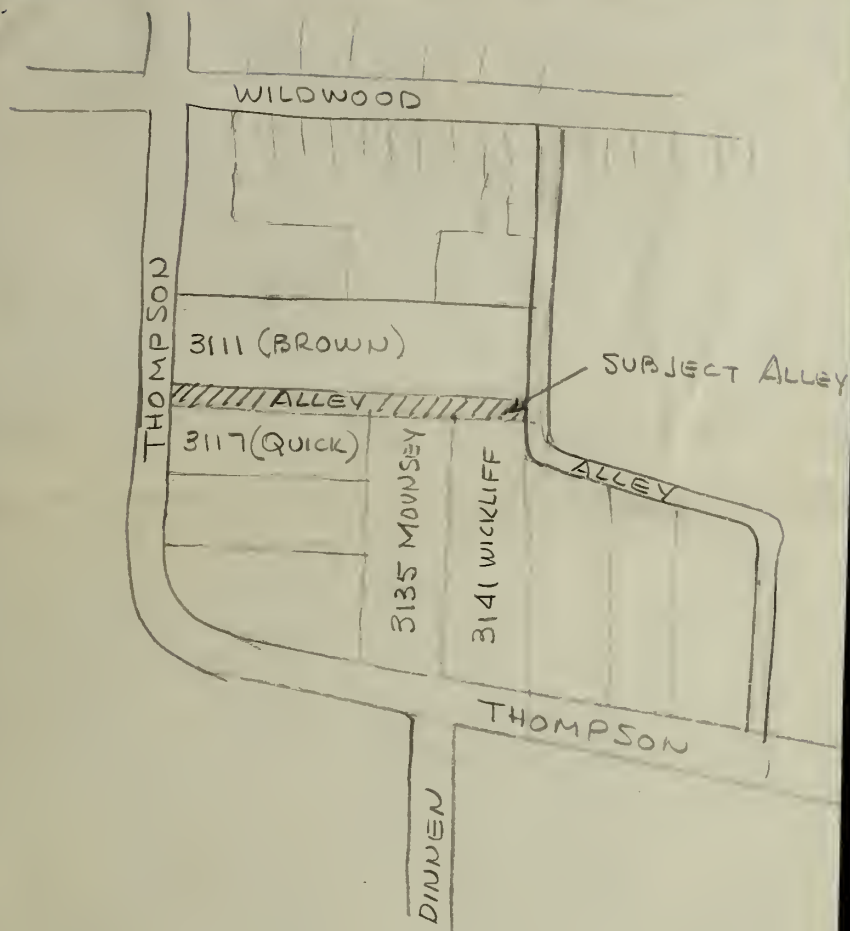 WILDWOOD
THOMPSON
3111 (BROWN)
SUBJECT ALLEY
ALLEY
3117 (QUICK)
3135 MOUNSEY
3141 WICKLIFF
ALLEY
THOMPSON
DINNEN